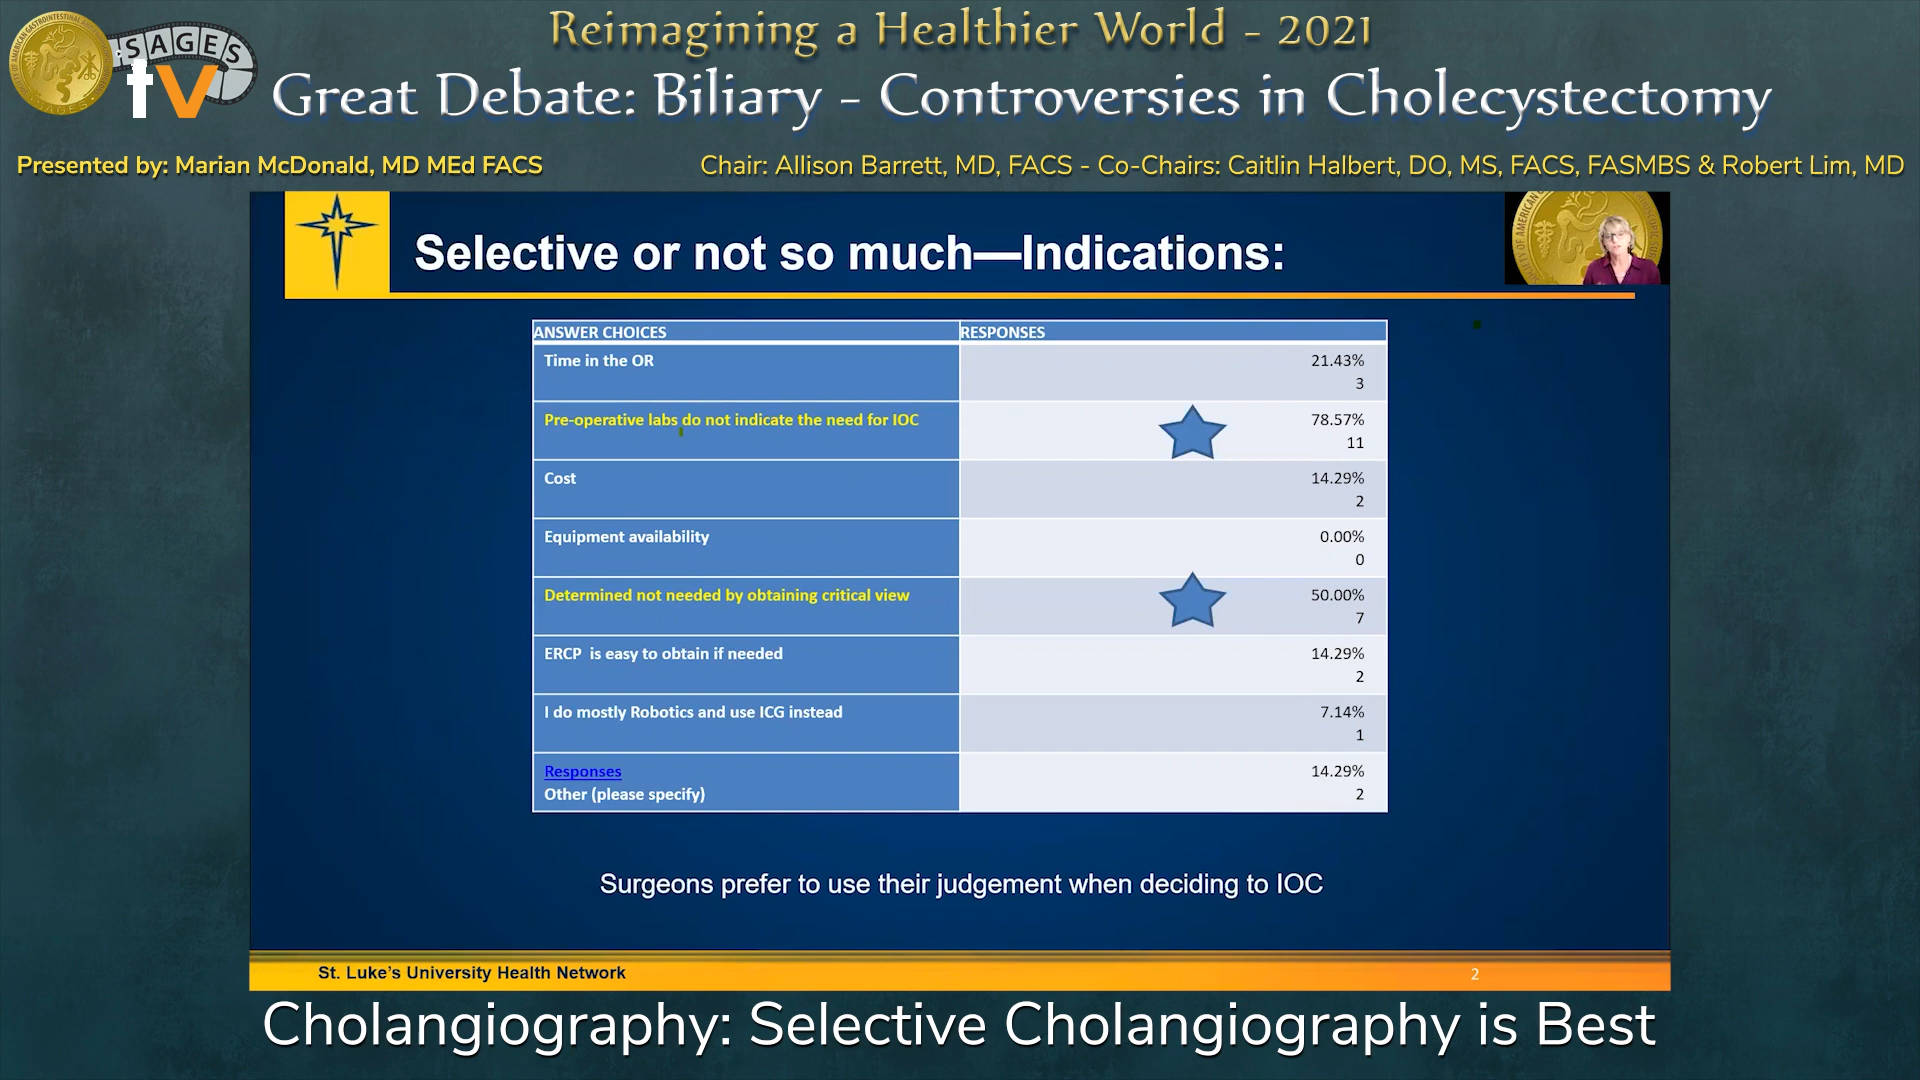 Reimagining a Healthier World - 2021
SAGES
tv
Great Debate: Biliary - Controversies in Cholecystectomy
Presented by: Marian McDonald, MD MEd FACS
Chair: Allison Barrett, MD, FACS - Co-Chairs: Caitlin Halbert, DO, MS, FACS, FASMBS & Robert Lim, MD
Selective or not so much—Indications:
ANSWER CHOICES RESPONSES
Time in the OR 21.43%
3
Pre-operative labs do not indicate the need for IOC 78.57%
11
Cost 14.29%
2
Equipment availability 0.00%
0
Determined not needed by obtaining critical view 50.00%
7
ERCP is easy to obtain if needed 14.29%
2
I do mostly Robotics and use ICG instead 7.14%
1
Responses 14.29%
Other (please specify) 2
Surgeons prefer to use their judgement when deciding to IOC
St. Luke's University Health Network 2
Cholangiography: Selective Cholangiography is Best